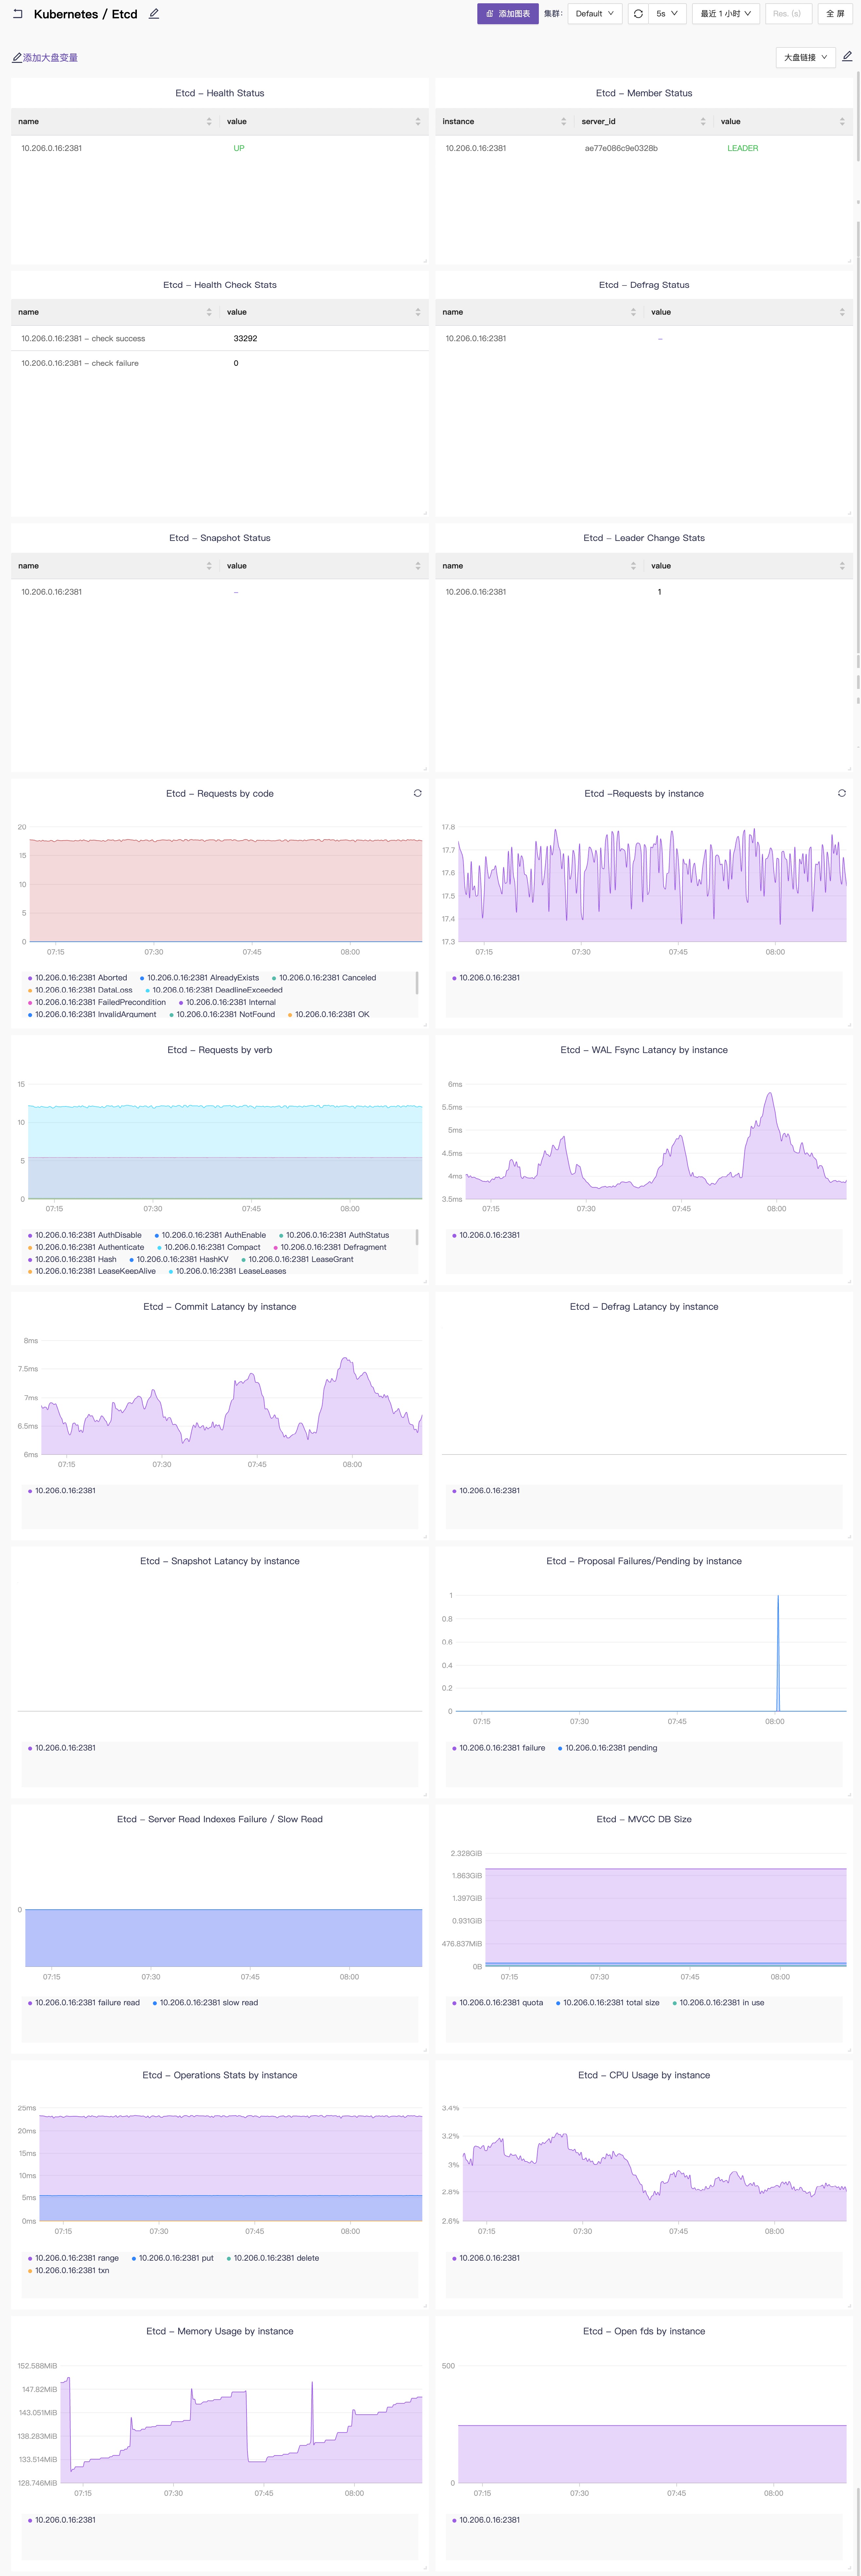 Kubernetes / Etcd
添加图表 集群: Default 5s 最近 1 小时 Res. (s) 全 屏
添加大盘变量
大盘链接
Etcd – Health Status
name value
10.206.0.16:2381 UP
Etcd – Member Status
instance server_id value
10.206.0.16:2381 ae77e086c9e0328b LEADER
Etcd – Health Check Stats
name value
10.206.0.16:2381 – check success 33292
10.206.0.16:2381 – check failure 0
Etcd – Defrag Status
name value
10.206.0.16:2381 –
Etcd – Snapshot Status
name value
10.206.0.16:2381 –
Etcd – Leader Change Stats
name value
10.206.0.16:2381 1
Etcd – Requests by code
20
15
10
5
0
07:15 07:30 07:45 08:00
10.206.0.16:2381 Aborted 10.206.0.16:2381 AlreadyExists 10.206.0.16:2381 Canceled
10.206.0.16:2381 DataLoss 10.206.0.16:2381 DeadlineExceeded
10.206.0.16:2381 FailedPrecondition 10.206.0.16:2381 Internal
10.206.0.16:2381 InvalidArgument 10.206.0.16:2381 NotFound 10.206.0.16:2381 OK
Etcd –Requests by instance
17.8
17.7
17.6
17.5
17.4
17.3
07:15 07:30 07:45 08:00
10.206.0.16:2381
Etcd – Requests by verb
15
10
5
0
07:15 07:30 07:45 08:00
10.206.0.16:2381 AuthDisable 10.206.0.16:2381 AuthEnable 10.206.0.16:2381 AuthStatus
10.206.0.16:2381 Authenticate 10.206.0.16:2381 Compact 10.206.0.16:2381 Defragment
10.206.0.16:2381 Hash 10.206.0.16:2381 HashKV 10.206.0.16:2381 LeaseGrant
10.206.0.16:2381 LeaseKeepAlive 10.206.0.16:2381 LeaseLeases
Etcd – WAL Fsync Latancy by instance
6ms
5.5ms
5ms
4.5ms
4ms
3.5ms
07:15 07:30 07:45 08:00
10.206.0.16:2381
Etcd – Commit Latancy by instance
8ms
7.5ms
7ms
6.5ms
6ms
07:15 07:30 07:45 08:00
10.206.0.16:2381
Etcd – Defrag Latancy by instance
10.206.0.16:2381
Etcd – Snapshot Latancy by instance
10.206.0.16:2381
Etcd – Proposal Failures/Pending by instance
1
0.8
0.6
0.4
0.2
0
07:15 07:30 07:45 08:00
10.206.0.16:2381 failure 10.206.0.16:2381 pending
Etcd – Server Read Indexes Failure / Slow Read
0
07:15 07:30 07:45 08:00
10.206.0.16:2381 failure read 10.206.0.16:2381 slow read
Etcd – MVCC DB Size
2.328GiB
1.863GiB
1.397GiB
0.931GiB
476.837MiB
0B
07:15 07:30 07:45 08:00
10.206.0.16:2381 quota 10.206.0.16:2381 total size 10.206.0.16:2381 in use
Etcd – Operations Stats by instance
25ms
20ms
15ms
10ms
5ms
0ms
07:15 07:30 07:45 08:00
10.206.0.16:2381 range 10.206.0.16:2381 put 10.206.0.16:2381 delete
10.206.0.16:2381 txn
Etcd – CPU Usage by instance
3.4%
3.2%
3%
2.8%
2.6%
07:15 07:30 07:45 08:00
10.206.0.16:2381
Etcd – Memory Usage by instance
152.588MiB
147.82MiB
143.051MiB
138.283MiB
133.514MiB
128.746MiB
07:15 07:30 07:45 08:00
10.206.0.16:2381
Etcd – Open fds by instance
500
0
07:15 07:30 07:45 08:00
10.206.0.16:2381